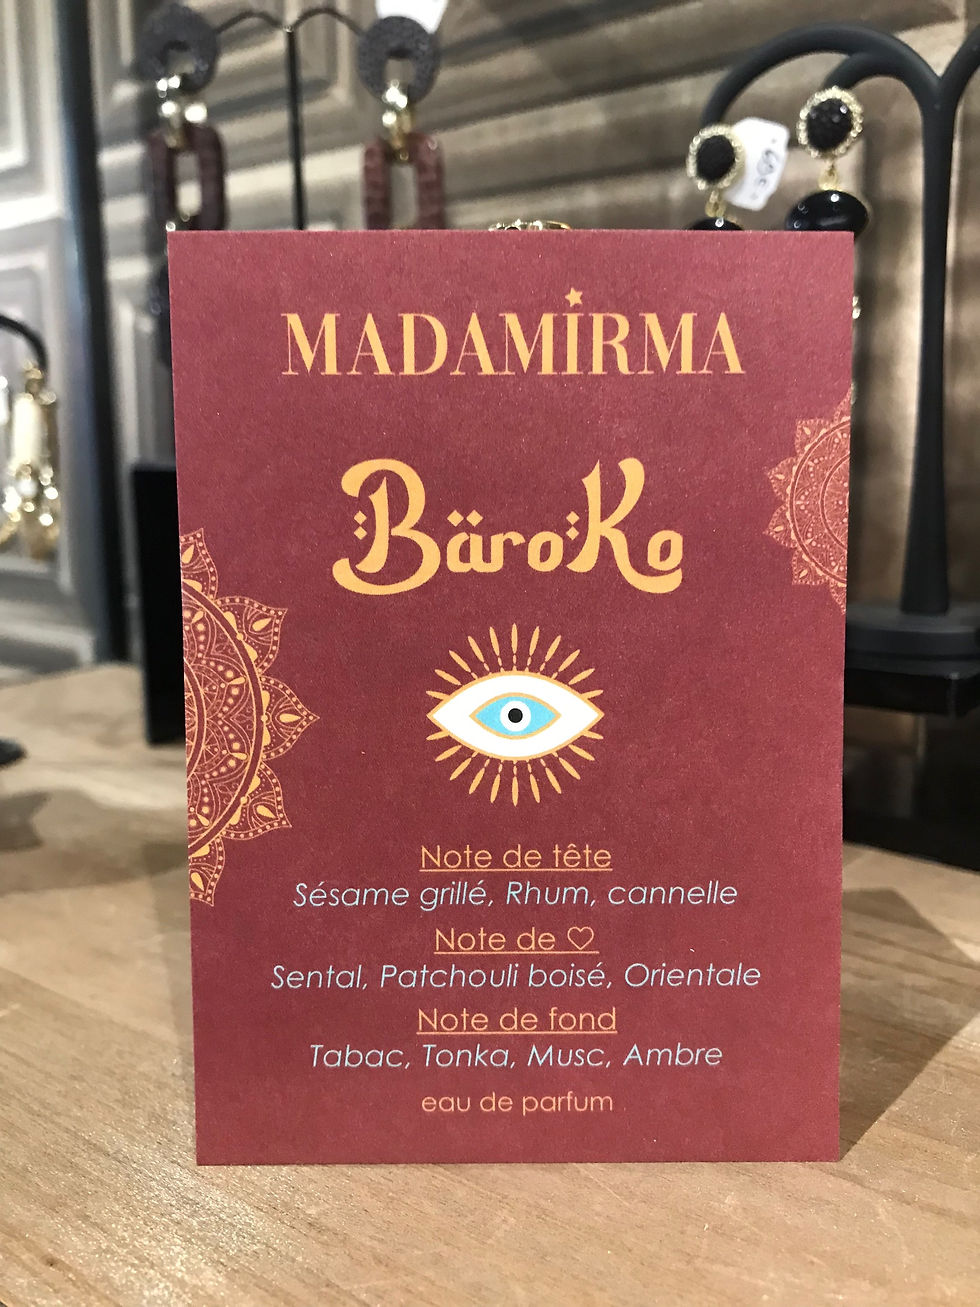 MADAMIRMA
BäroKo
Note de tête
Sésame grillé, Rhum, cannelle
Note de ♡
Sental, Patchouli boisé, Orientale
Note de fond
Tabac, Tonka, Musc, Ambre
eau de parfum